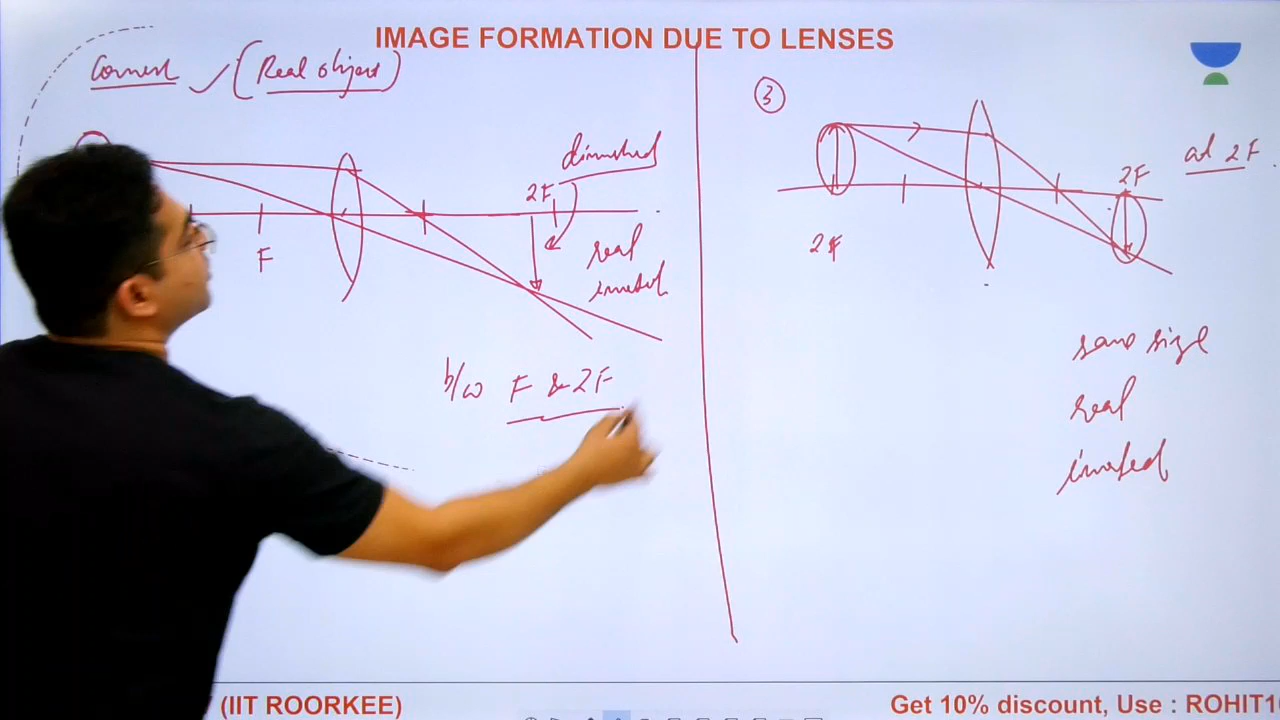 IMAGE FORMATION DUE TO LENSES
Convex ✓ (Real object)
diminished
2F
F
real
inverted
b/w F & 2F
3
at 2F
2F
2F
same size
real
inverted
(IIT ROORKEE)
Get 10% discount, Use : ROHIT1